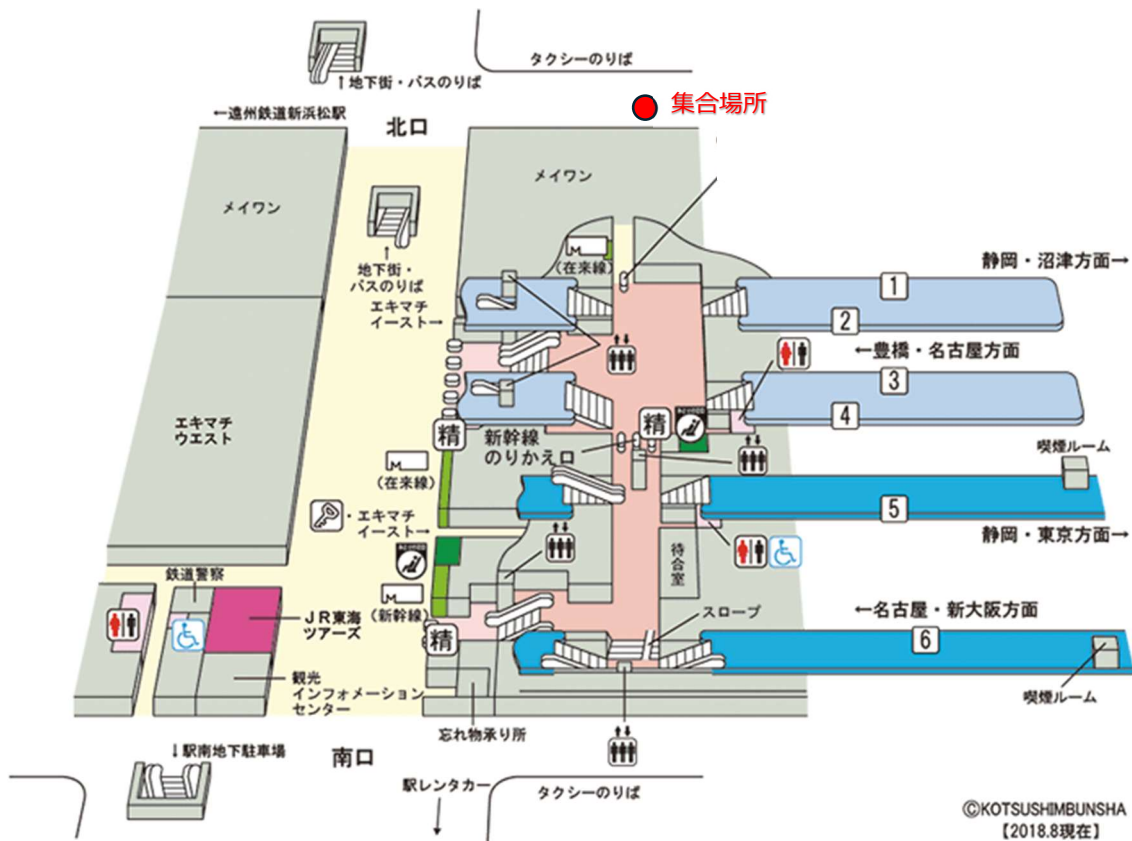 タクシーのりば
↑地下街・バスのりば
集合場所
←遠州鉄道新浜松駅
北口
メイワン
メイワン
(在来線)
静岡・沼津方面→
↑
地下街・
バスのりば
エキマチ
イースト→
1
2
←豊橋・名古屋方面
3
4
エキマチ
ウエスト
精
精
新幹線
のりかえ口
喫煙ルーム
(在来線)
5
・エキマチ
イースト→
静岡・東京方面→
待合室
鉄道警察
スロープ
←名古屋・新大阪方面
JR東海
ツアーズ
(新幹線)
精
6
観光
インフォメーション
センター
喫煙ルーム
忘れ物承り所
↓駅南地下駐車場
南口
駅レンタカー
↓
タクシーのりば
©KOTSUSHIMBUNSHA
【2018.8現在】